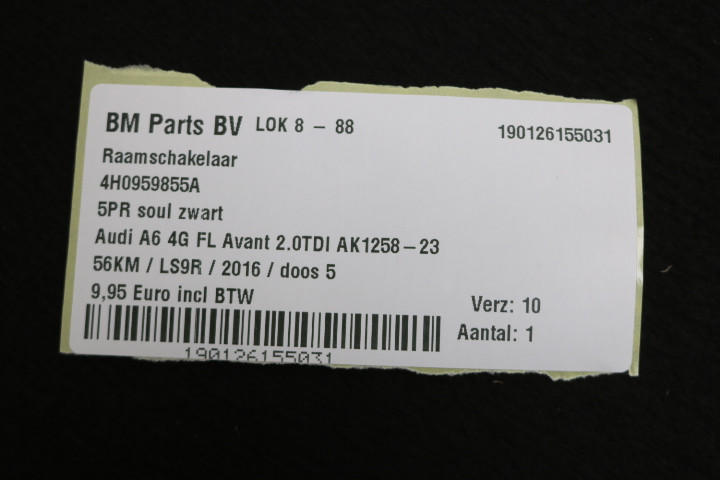 BM Parts BV LOK 8 - 88 190126155031
Raamschakelaar
4H0959855A
5PR soul zwart
Audi A6 4G FL Avant 2.0TDI AK1258-23
56KM / LS9R / 2016 / doos 5
9,95 Euro incl BTW Verz: 10
Aantal: 1
190126155031